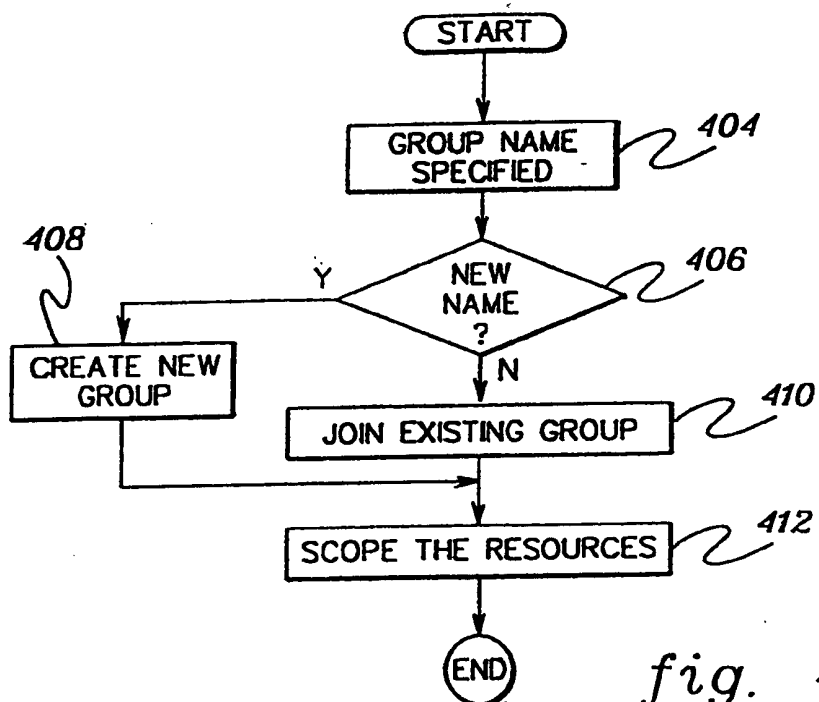 START
GROUP NAME
SPECIFIED
404
NEW
NAME
?
406
Y
N
408
CREATE NEW
GROUP
JOIN EXISTING GROUP
410
SCOPE THE RESOURCES
412
END
fig.